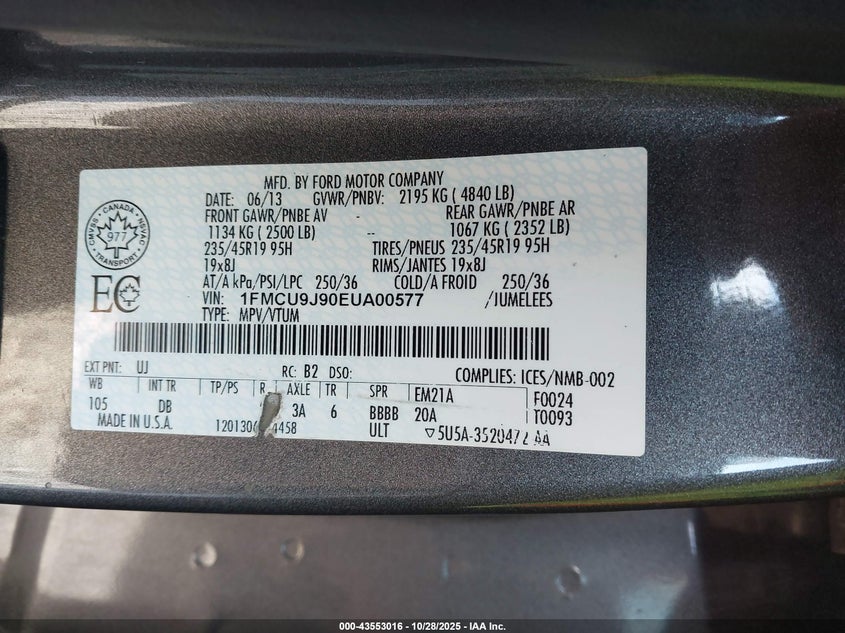 MFD. BY FORD MOTOR COMPANY
DATE: 06/13 GVWR/PNBV: 2195 KG ( 4840 LB)
FRONT GAWR/PNBE AV - REAR GAWR/PNBE AR
1134 KG ( 2500 LB) -- 1067 KG ( 2352 LB)
235/45R19 95H TIRES/PNEUS 235/45R19 95H
19x8J RIMS/JANTES 19x8J
AT/A kPa/PSI/LPC 250/36 COLD/A FROID 250/36
VIN: 1FMCU9J90EUA00577 /JUMELEES
TYPE: MPV/VTUM
CMVSS · CANADA · NSVAC
977
TRANSPORT
EC
EXT PNT: UJ RC: B2 DSO: COMPLIES: ICES/NMB-002
WB INT TR TP/PS R AXLE TR SPR EM21A F0024
105 DB 3A 6 BBBB 20A T0093
MADE IN U.S.A. 4458 ULT ▽5U5A-3520472 AA
000-43553016 - 10/28/2025 - IAA Inc.